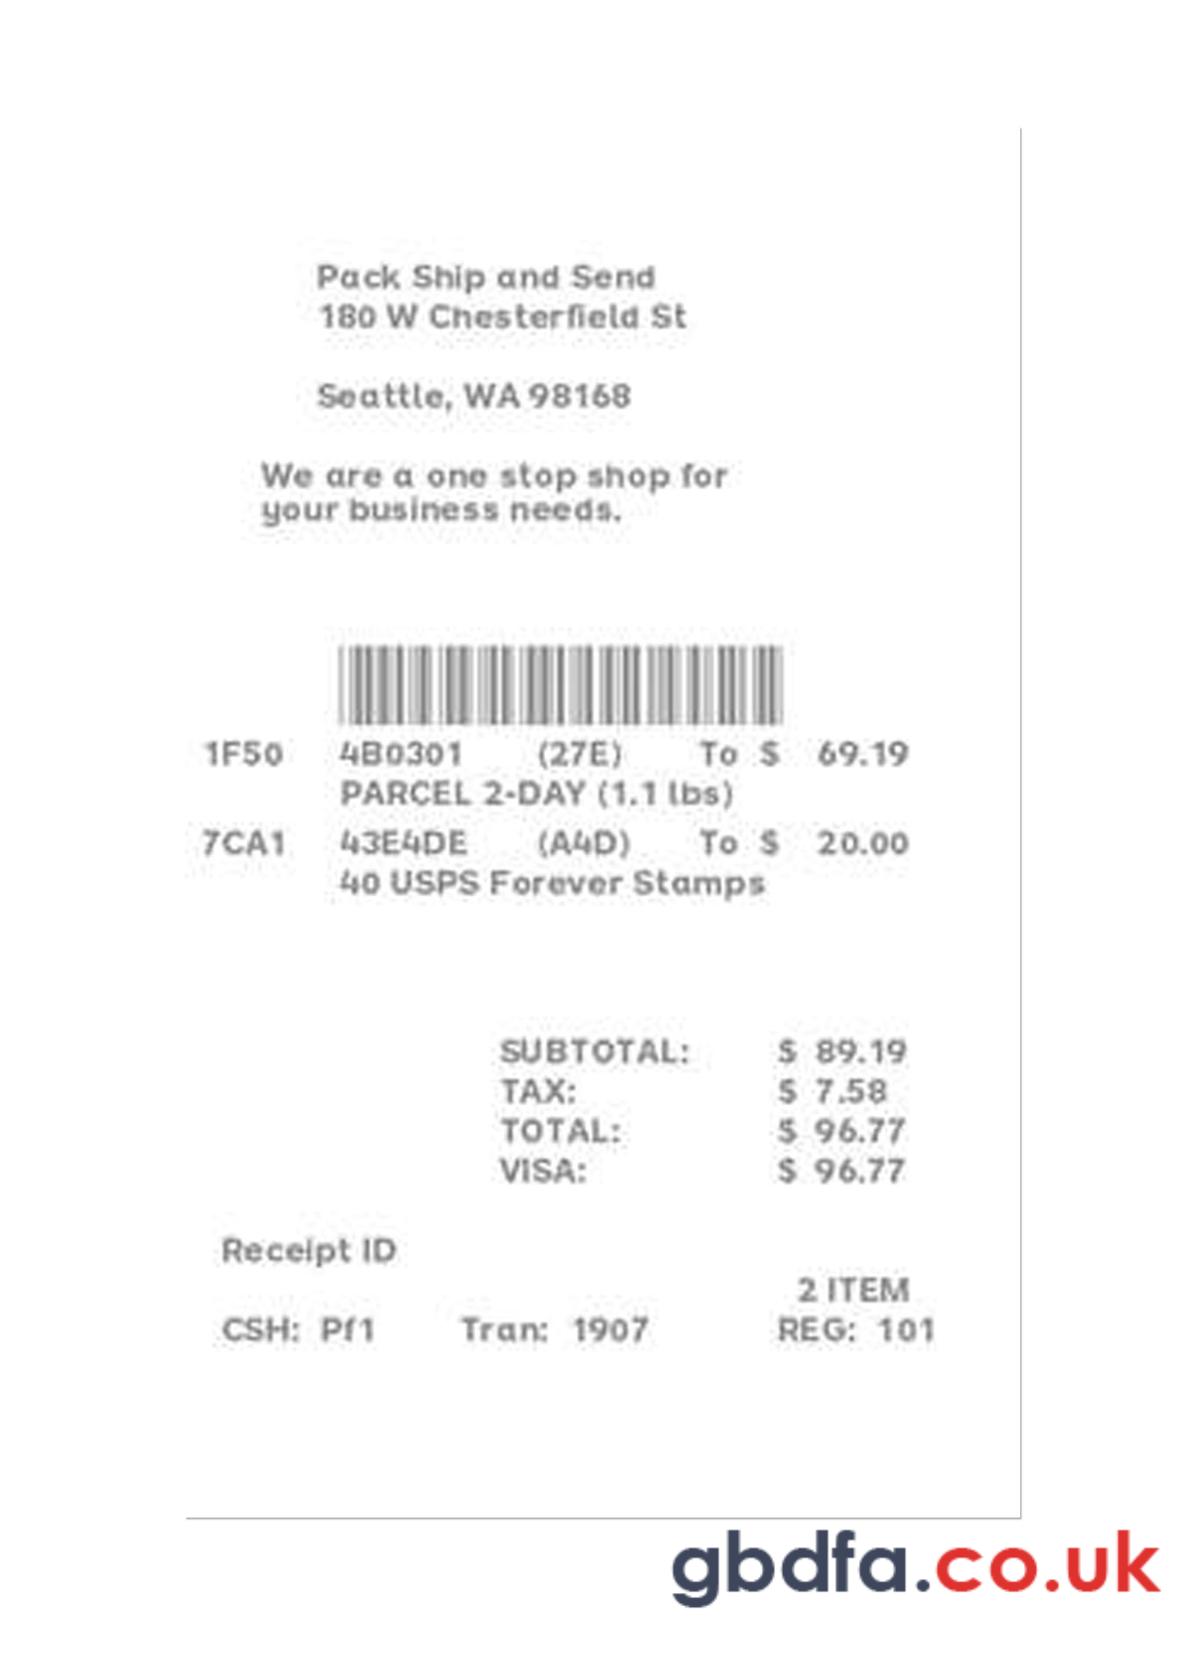 Pack Ship and Send
180 W Chesterfield St
Seattle, WA 98168
We are a one stop shop for
your business needs.
1F50 4B0301 (27E) To $ 69.19
PARCEL 2-DAY (1.1 lbs)
7CA1 43E4DE (A4D) To $ 20.00
40 USPS Forever Stamps
SUBTOTAL: $ 89.19
TAX: $ 7.58
TOTAL: $ 96.77
VISA: $ 96.77
Receipt ID
2 ITEM
CSH: Pf1 Tran: 1907 REG: 101
gbdfa.co.uk